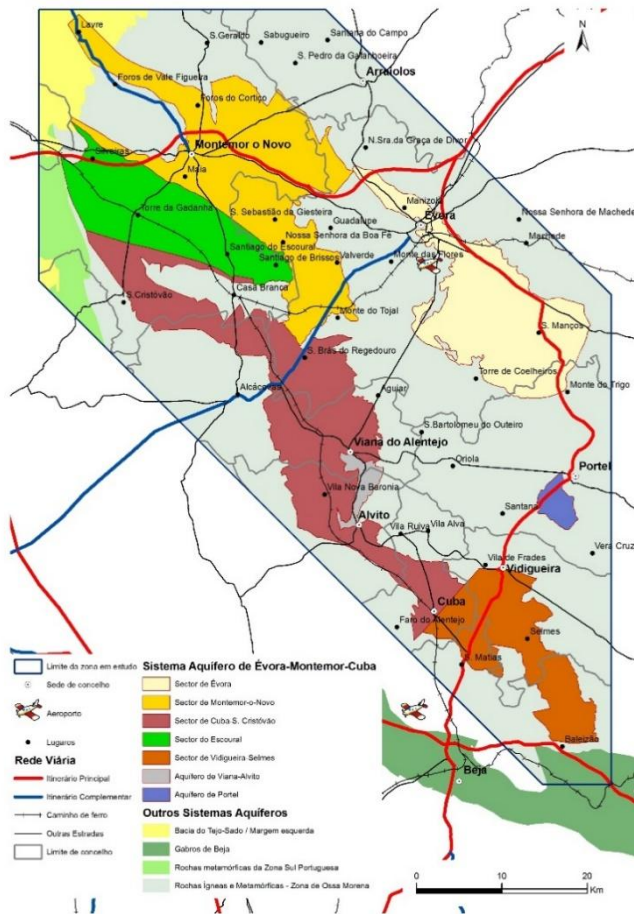 Lavre
S.Geraldo
Sabugueiro
Santana do Campo
N
S. Pedro da Gafanhoeira
Foros de Vale Figueira
Arraiolos
Foros do Cortiço
N.Sra.da Graça de Divor
Montemor o Novo
Silveiras
Maia
Manizola
Torre da Gadanha
S. Sebastião da Giesteira
Guadalupe
Évora
Nossa Senhora de Machede
Nossa Senhora da Boa Fé
Machede
Santiago do Escoural
Santiago de Brissos
Valverde
Monte das Flores
S.Cristóvão
Casa Branca
Monte do Tojal
S. Manços
S. Brás do Regedouro
Torre de Coelheiros
Alcáçovas
Aguiar
Monte do Trigo
S.Bartolomeu do Outeiro
Viana do Alentejo
Oriola
Portel
Vila Nova Baronia
Santana
Alvito
Vila Ruiva
Vila Alva
Vera Cruz
Vila de Frades
Vidigueira
Cuba
Faro do Alentejo
Selmes
S. Matias
Baleizão
Beja
Limite da zona em estudo
Sede de concelho
Aeroporto
Lugares
Rede Viária
Itinerário Principal
Itinerário Complementar
Caminho de ferro
Outras Estradas
Limite de concelho
Sistema Aquífero de Évora-Montemor-Cuba
Sector de Évora
Sector de Montemor-o-Novo
Sector de Cuba-S. Cristóvão
Sector do Escoural
Sector de Vidigueira-Selmes
Aquífero de Viana-Alvito
Aquífero de Portel
Outros Sistemas Aquíferos
Bacia do Tejo-Sado / Margem esquerda
Gabros de Beja
Rochas metamórficas da Zona Sul Portuguesa
Rochas Ígneas e Metamórficas - Zona de Ossa Morena
0 10 20
Km